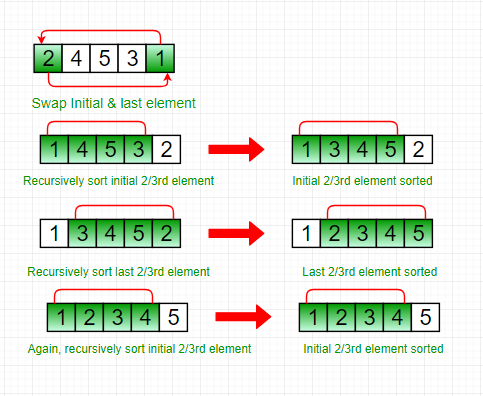 2 4 5 3 1
Swap Initial & last element
1 4 5 3 2 1 3 4 5 2
Recursively sort initial 2/3rd element Initial 2/3rd element sorted
1 3 4 5 2 1 2 3 4 5
Recursively sort last 2/3rd element Last 2/3rd element sorted
1 2 3 4 5 1 2 3 4 5
Again, recursively sort initial 2/3rd element Initial 2/3rd element sorted